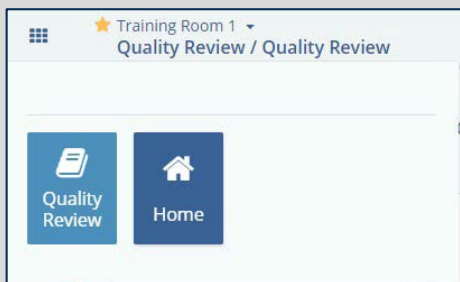 Training Room 1
Quality Review / Quality Review
Quality
Review
Home